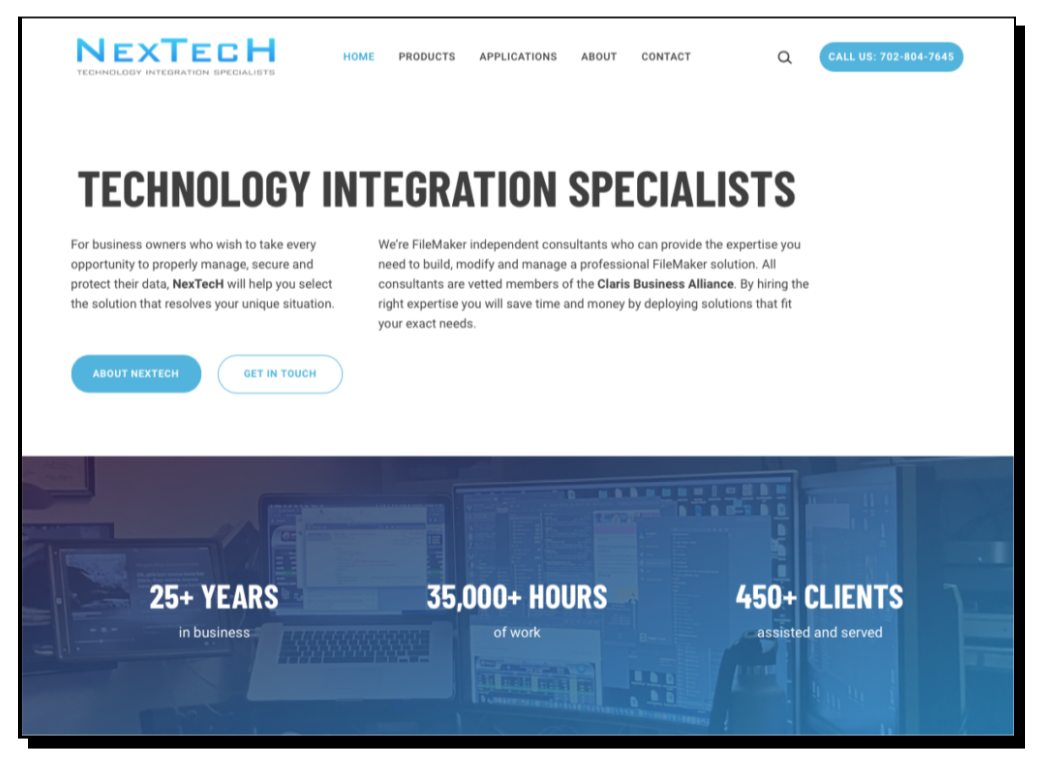 NEXTECH
TECHNOLOGY INTEGRATION SPECIALISTS
HOME PRODUCTS APPLICATIONS ABOUT CONTACT
CALL US: 702-804-7645
TECHNOLOGY INTEGRATION SPECIALISTS
For business owners who wish to take every
opportunity to properly manage, secure and
protect their data, NexTecH will help you select
the solution that resolves your unique situation.
We're FileMaker independent consultants who can provide the expertise you
need to build, modify and manage a professional FileMaker solution. All
consultants are vetted members of the Claris Business Alliance. By hiring the
right expertise you will save time and money by deploying solutions that fit
your exact needs.
ABOUT NEXTECH
GET IN TOUCH
25+ YEARS
in business
35,000+ HOURS
of work
450+ CLIENTS
assisted and served